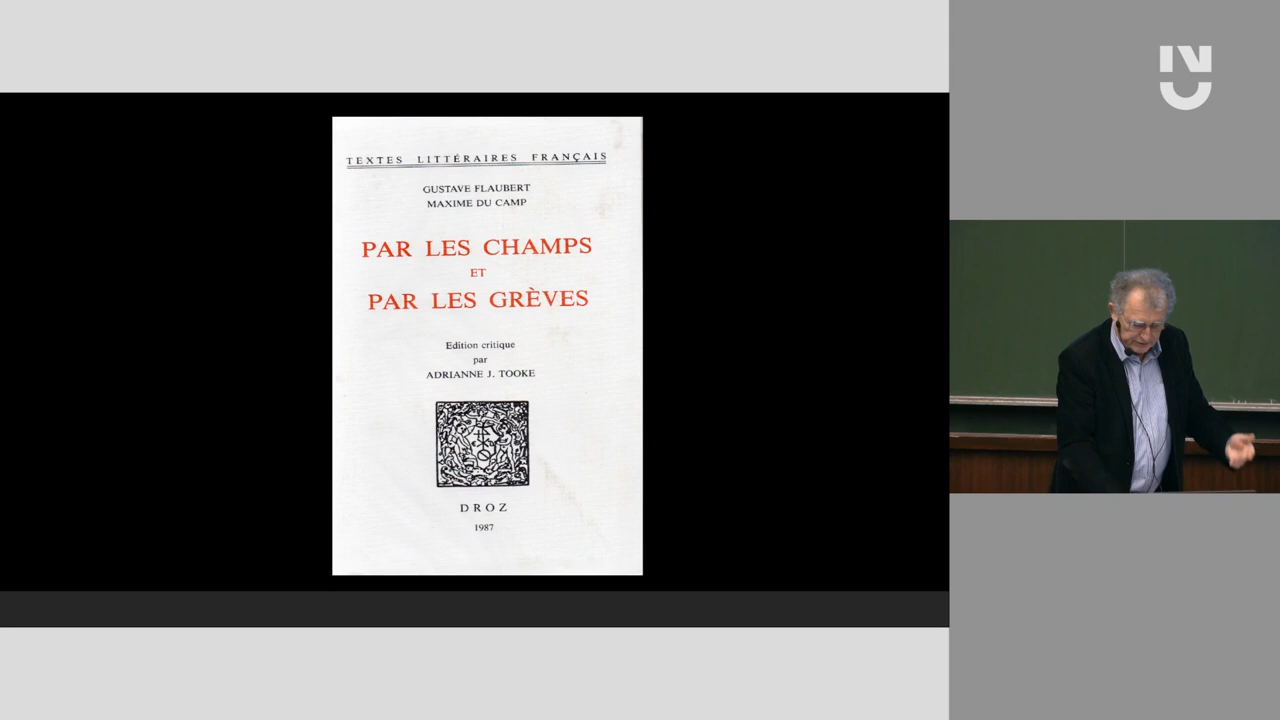 TEXTES LITTÉRAIRES FRANÇAIS
GUSTAVE FLAUBERT
MAXIME DU CAMP
PAR LES CHAMPS
ET
PAR LES GRÈVES
Edition critique
par
ADRIANNE J. TOOKE
DROZ
1987